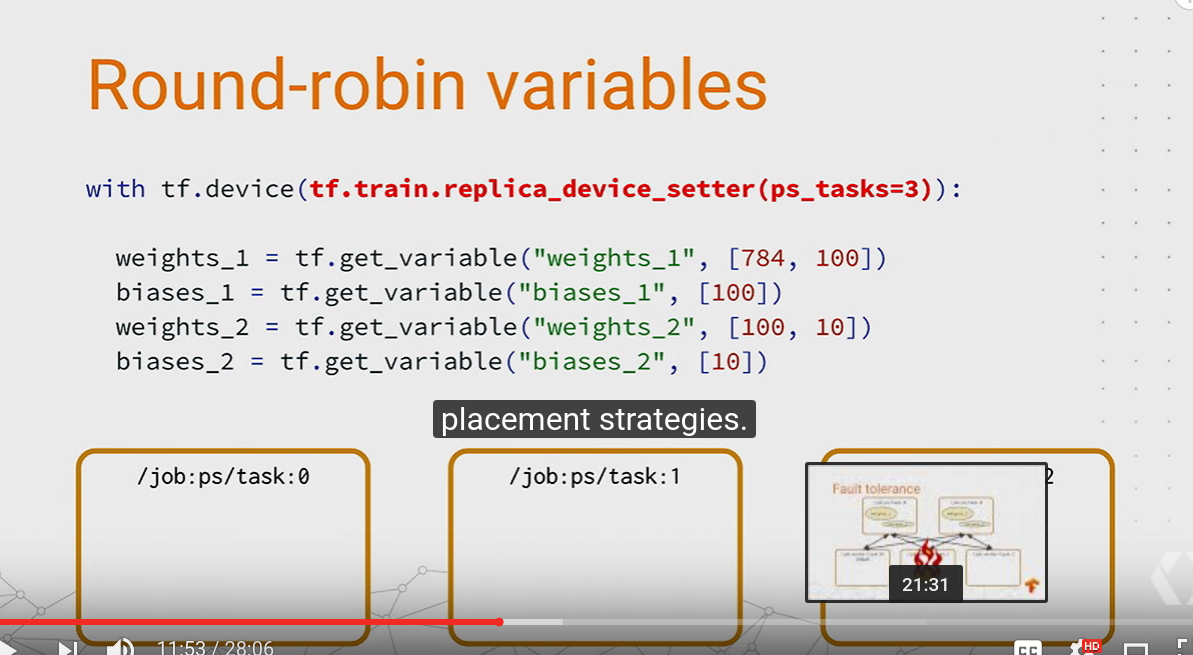 Round-robin variables
with tf.device(tf.train.replica_device_setter(ps_tasks=3)):
weights_1 = tf.get_variable("weights_1", [784, 100])
biases_1 = tf.get_variable("biases_1", [100])
weights_2 = tf.get_variable("weights_2", [100, 10])
biases_2 = tf.get_variable("biases_2", [10])
placement strategies.
/job:ps/task:0
/job:ps/task:1
2
Fault tolerance
21:31
11:53 / 28:06
CC
HD